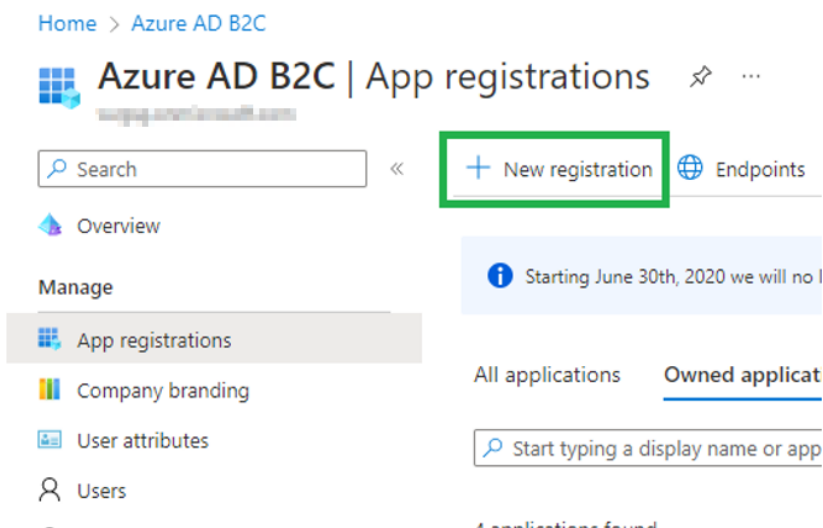 Home > Azure AD B2C
Azure AD B2C | App registrations
Search
«
+ New registration
Endpoints
Overview
Starting June 30th, 2020 we will no
Manage
App registrations
All applications
Owned applicat
Company branding
User attributes
Start typing a display name or app
Users
applications found